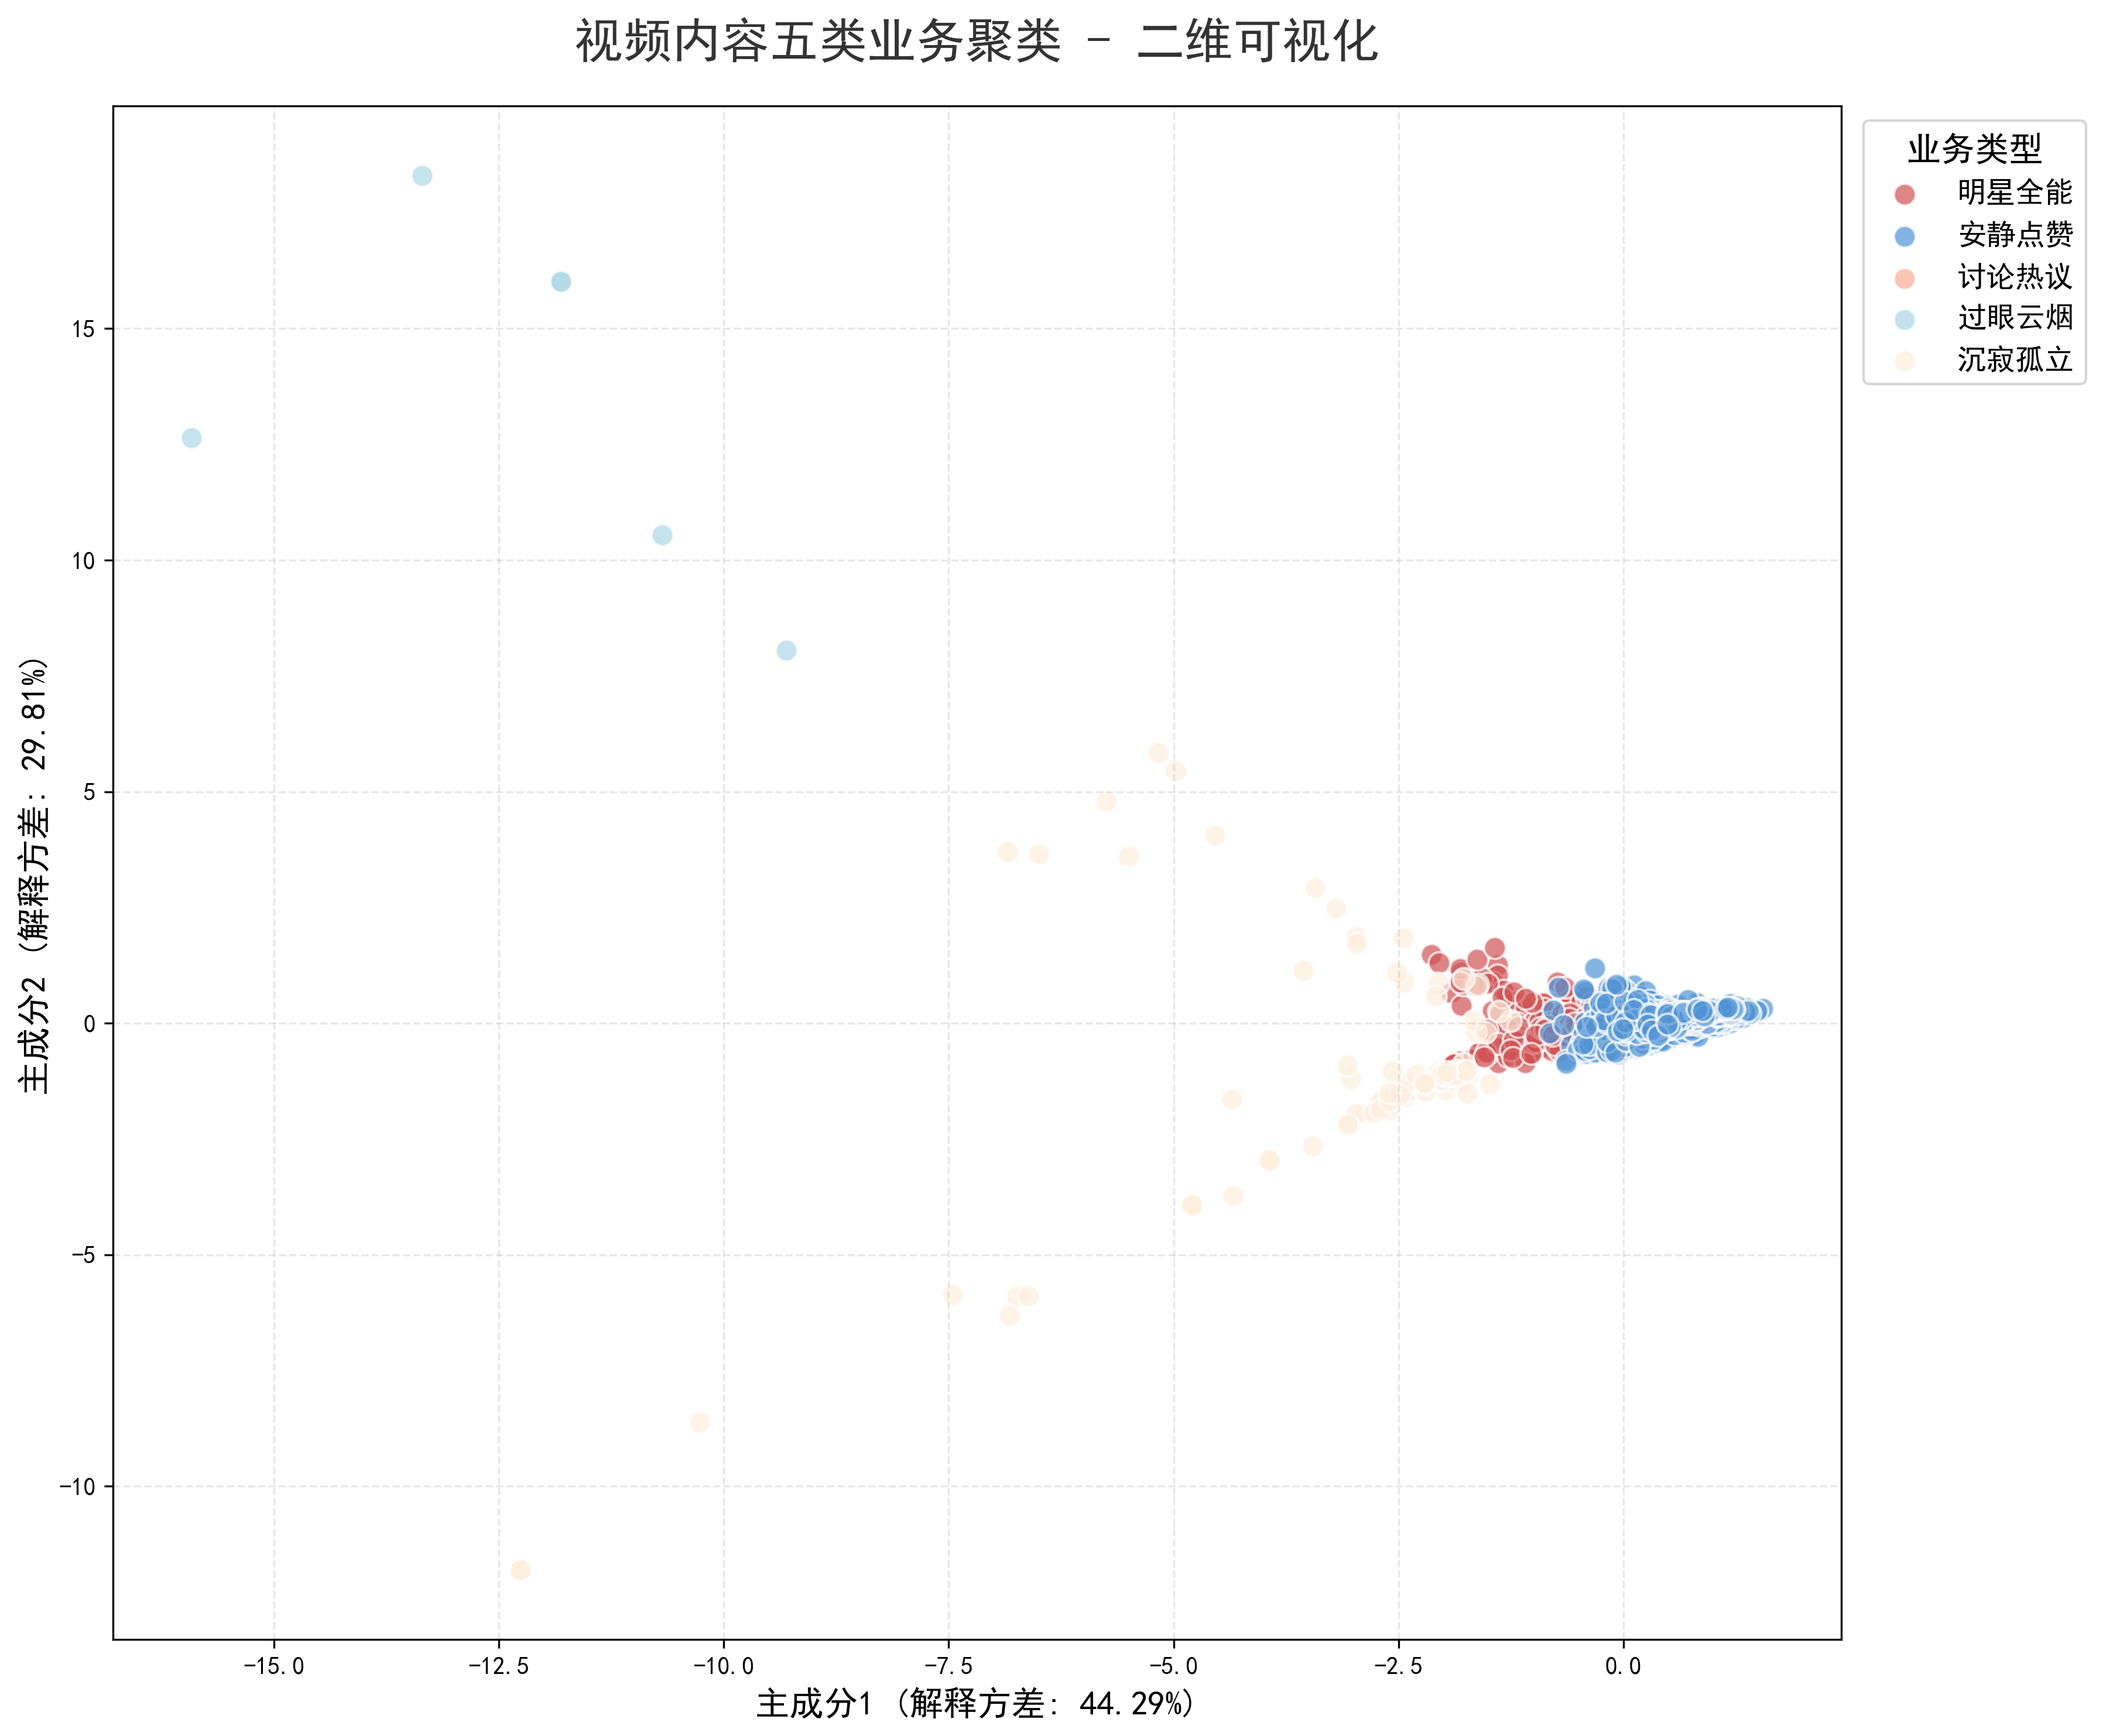 视频内容五类业务聚类 - 二维可视化
业务类型
明星全能
安静点赞
讨论热议
过眼云烟
沉寂孤立
主成分2 (解释方差: 29.81%)
15
10
5
0
-5
-10
-15.0
-12.5
-10.0
-7.5
-5.0
-2.5
0.0
主成分1 (解释方差: 44.29%)